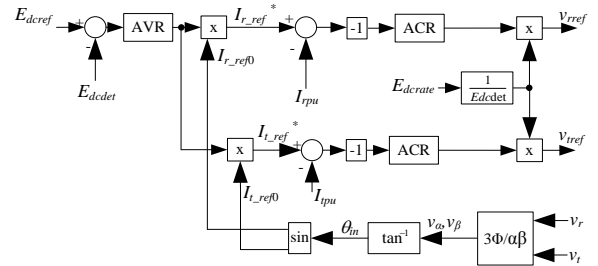 E_dcref + - AVR x I_r_ref * + - -1 ACR x v_rref
E_dcdet
I_r_ref0
I_rpu
E_dcrate 1/Edcdet
x I_t_ref * + - -1 ACR x v_tref
I_t_ref0
I_tpu
sin θ_in tan⁻¹ v_α,v_β 3Φ/αβ v_r
v_t